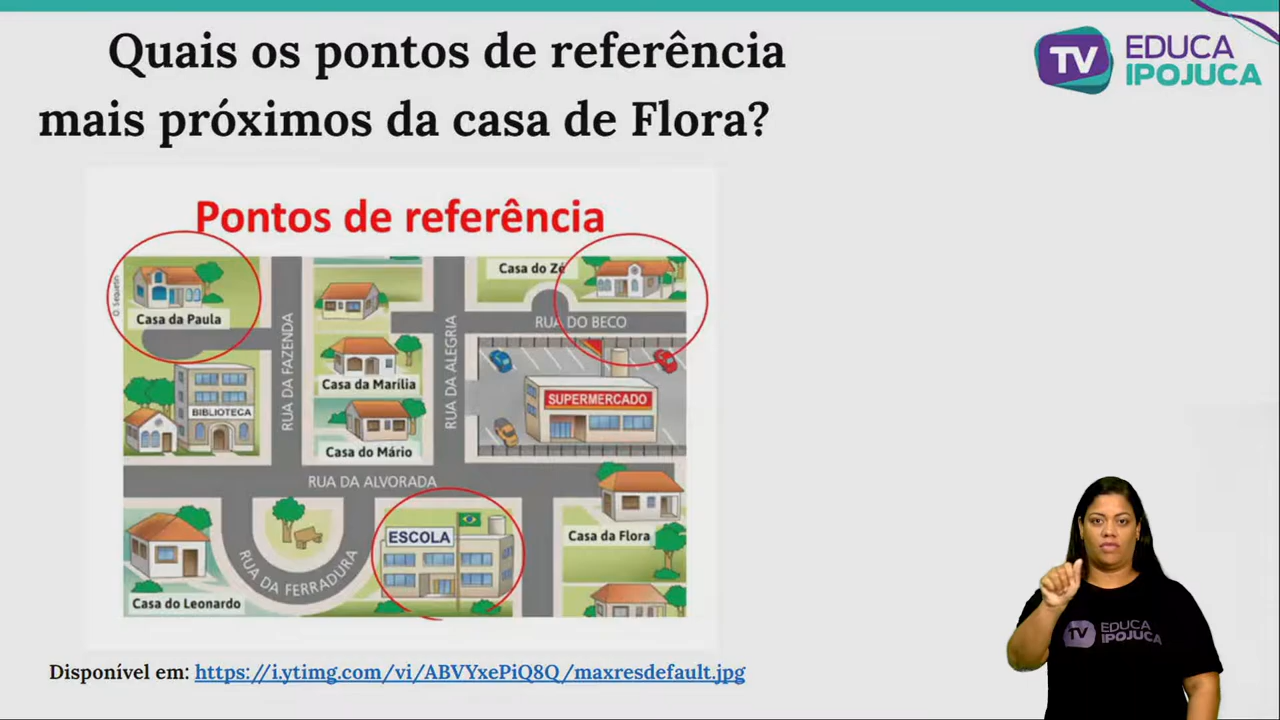 Quais os pontos de referência
mais próximos da casa de Flora?
TV EDUCA
IPOJUCA
Pontos de referência
Casa do Zé
Casa da Paula
RUA DO BECO
RUA DA FAZENDA
RUA DA ALEGRIA
Casa da Marília
SUPERMERCADO
BIBLIOTECA
Casa do Mário
RUA DA ALVORADA
ESCOLA
Casa da Flora
RUA DA FERRADURA
Casa do Leonardo
TV EDUCA
IPOJUCA
Disponível em: https://i.ytimg.com/vi/ABVYxePiQ8Q/maxresdefault.jpg